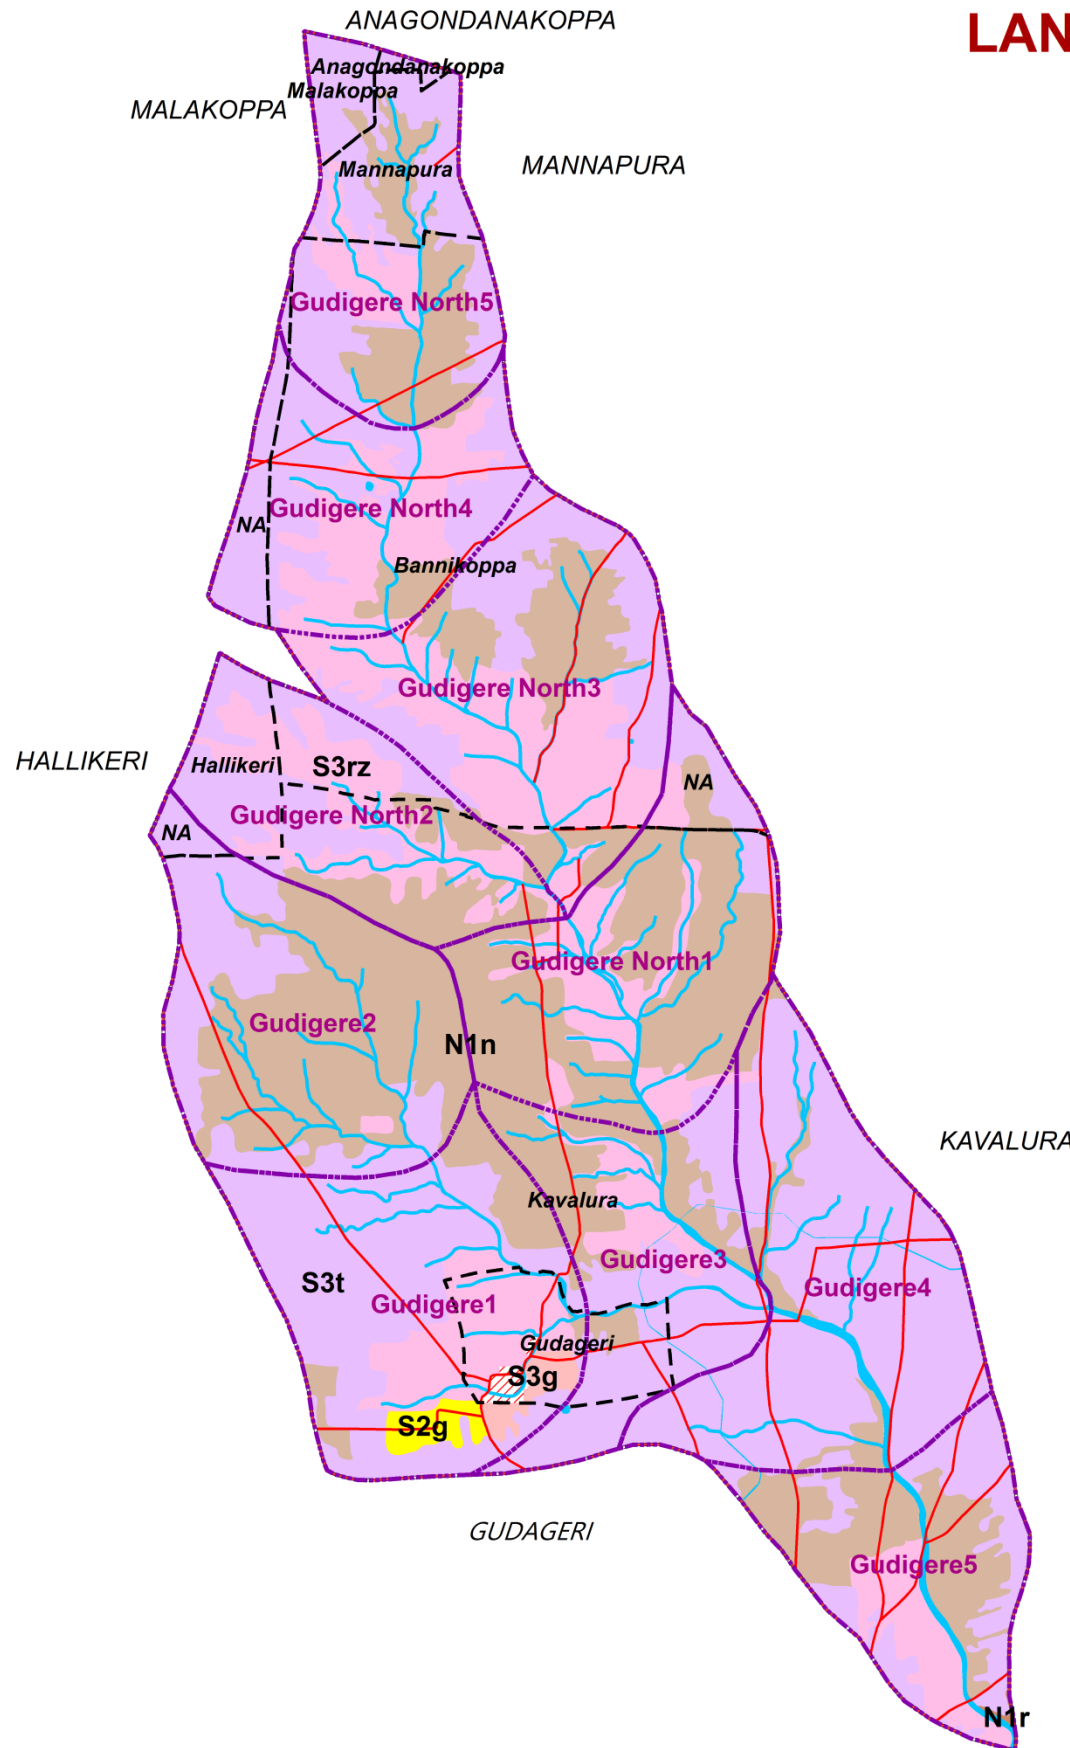 ANAGONDANAKOPPA
LAN
Anagondanakoppa
Malakoppa
MALAKOPPA
Mannapura
MANNAPURA
Gudigere North5
Gudigere North4
NA
Bannikoppa
Gudigere North3
HALLIKERI
Hallikeri
S3rz
NA
Gudigere North2
NA
Gudigere North1
Gudigere2
N1n
KAVALURA
Kavalura
Gudigere3
S3t
Gudigere4
Gudigere1
Gudageri
S3g
S2g
GUDAGERI
Gudigere5
N1r